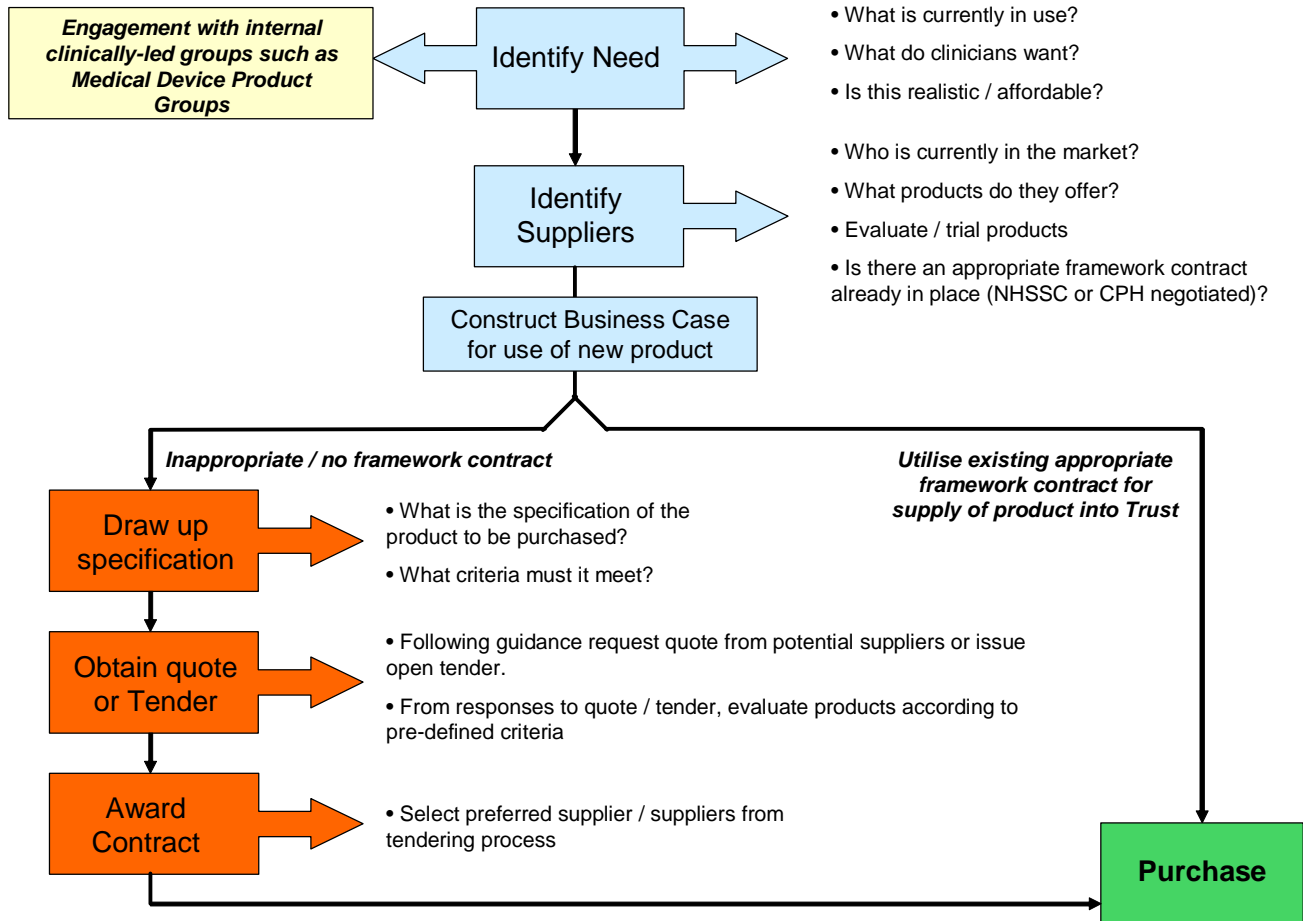 Engagement with internal
clinically-led groups such as
Medical Device Product
Groups
Identify Need
• What is currently in use?
• What do clinicians want?
• Is this realistic / affordable?
Identify
Suppliers
• Who is currently in the market?
• What products do they offer?
• Evaluate / trial products
• Is there an appropriate framework contract
already in place (NHSSC or CPH negotiated)?
Construct Business Case
for use of new product
Inappropriate / no framework contract
Utilise existing appropriate
framework contract for
supply of product into Trust
Draw up
specification
• What is the specification of the
product to be purchased?
• What criteria must it meet?
Obtain quote
or Tender
• Following guidance request quote from potential suppliers or issue
open tender.
• From responses to quote / tender, evaluate products according to
pre-defined criteria
Award
Contract
• Select preferred supplier / suppliers from
tendering process
Purchase